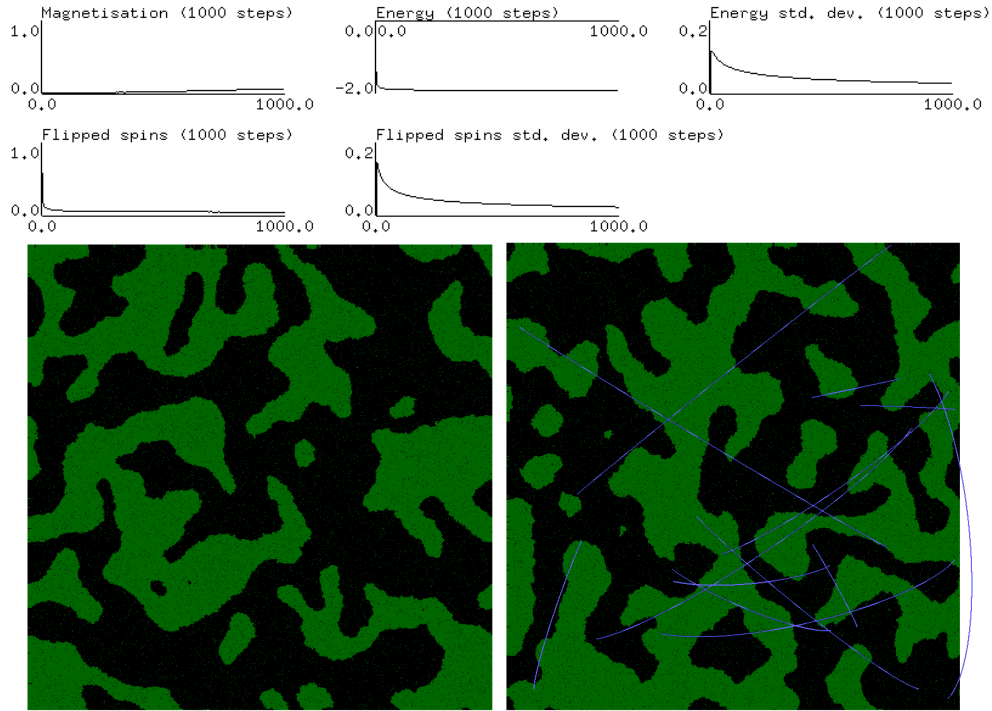 Magnetisation (1000 steps)
1.0
0.0
0.0 1000.0
Energy (1000 steps)
0.0 0.0 1000.0
-2.0
Energy std. dev. (1000 steps)
0.2
0.0
0.0 1000.0
Flipped spins (1000 steps)
1.0
0.0
0.0 1000.0
Flipped spins std. dev. (1000 steps)
0.2
0.0
0.0 1000.0